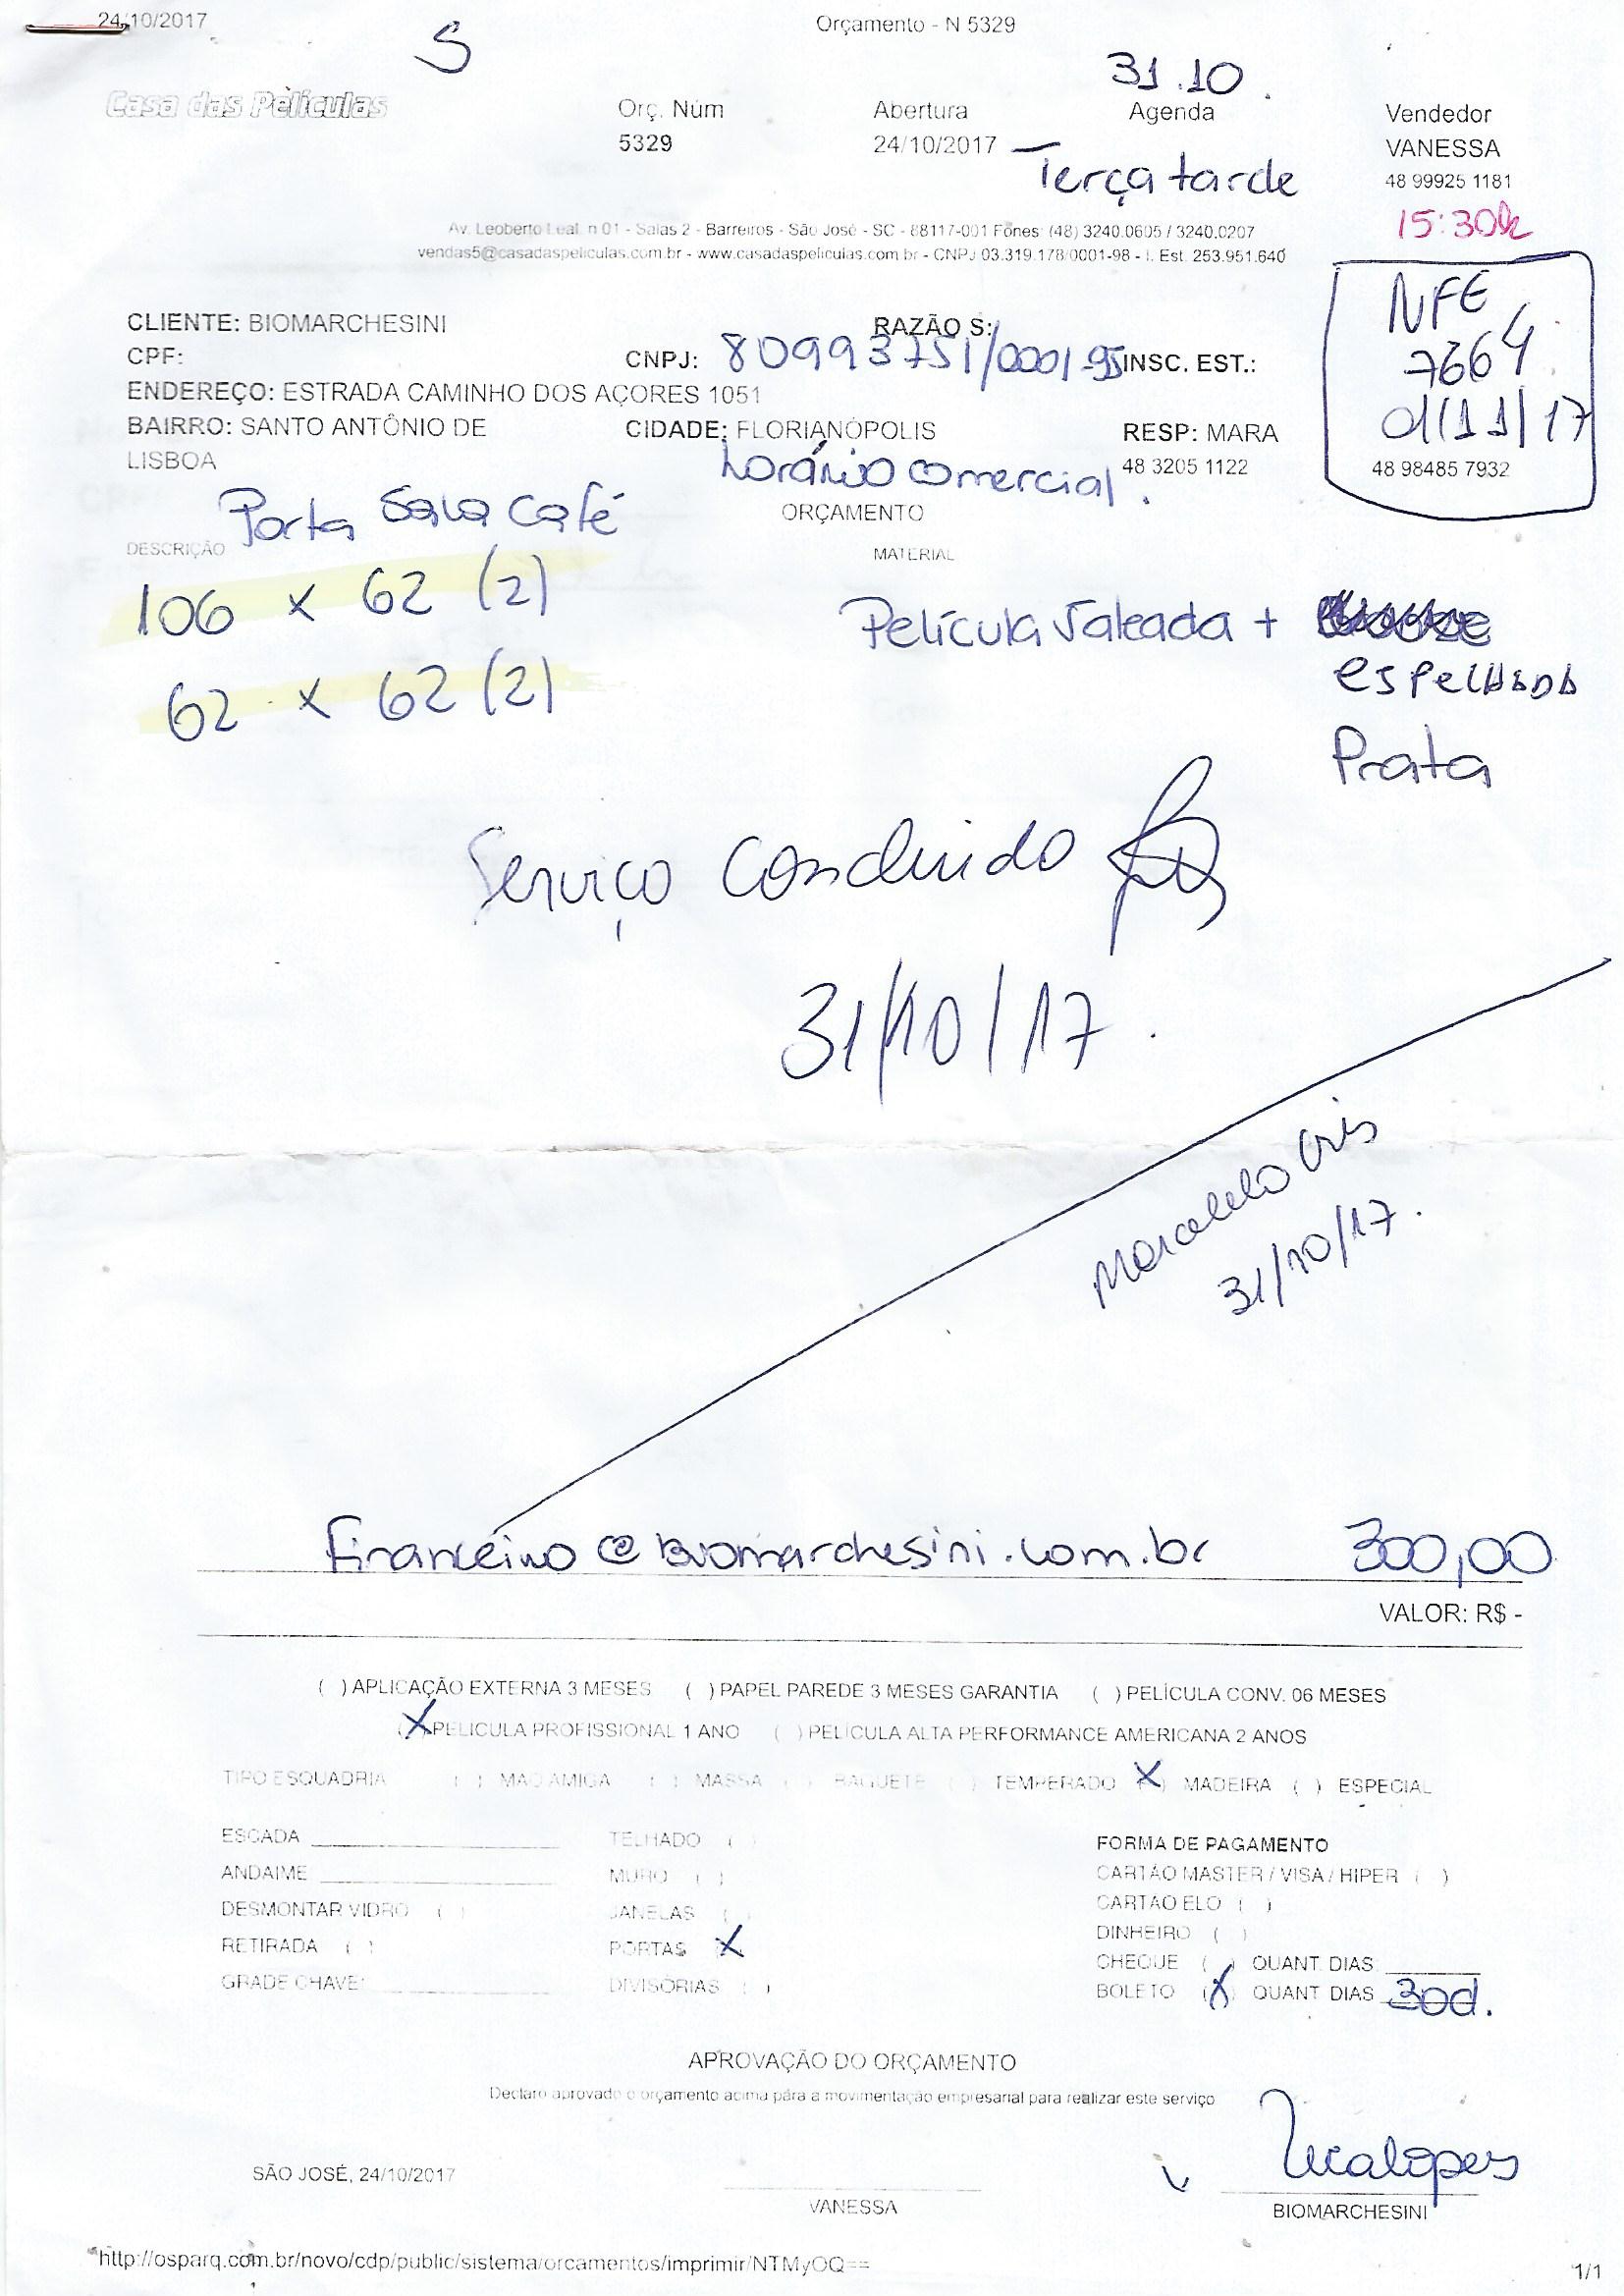 24/10/2017 Orçamento - N 5329
S
31.10
Casa das Películas Orç. Núm Abertura Agenda Vendedor
5329 24/10/2017 Terça tarde VANESSA
48 99925 1181
15:30h
Av. Leoberto Leal, n 01 - Salas 2 - Barreiros - São José - SC - 88117-001 Fones: (48) 3240.0605 / 3240.0207
vendas5@casadaspeliculas.com.br - www.casadaspeliculas.com.br - CNPJ 03.319.178/0001-98 - I. Est. 253.951.640
NFE
7664
01/11/17
CLIENTE: BIOMARCHESINI RAZÃO S:
CPF: CNPJ: 80993751/0001-95 INSC. EST.:
ENDEREÇO: ESTRADA CAMINHO DOS AÇORES 1051
BAIRRO: SANTO ANTÔNIO DE CIDADE: FLORIANÓPOLIS RESP: MARA
LISBOA horário comercial. 48 3205 1122 48 98485 7932
Porta Sala Café ORÇAMENTO
DESCRIÇÃO MATERIAL
106 x 62 (2) Película Jateada +
espelhada
62 x 62 (2) Prata
Serviço Concluido
31/10/17.
Marcelo Cris
31/10/17.
financeiro@biomarchesini.com.br 300,00
VALOR: R$ -
( ) APLICAÇÃO EXTERNA 3 MESES ( ) PAPEL PAREDE 3 MESES GARANTIA ( ) PELÍCULA CONV. 06 MESES
(X) PELICULA PROFISSIONAL 1 ANO ( ) PELÍCULA ALTA PERFORMANCE AMERICANA 2 ANOS
TIPO ESQUADRIA ( ) MAO AMIGA ( ) MASSA ( ) BAGUETE ( ) TEMPERADO (X) MADEIRA ( ) ESPECIAL
ESCADA TELHADO ( ) FORMA DE PAGAMENTO
ANDAIME MURO ( ) CARTÃO MASTER / VISA / HIPER ( )
DESMONTAR VIDRO ( ) JANELAS ( ) CARTAO ELO ( )
RETIRADA ( ) PORTAS (X) DINHEIRO ( )
GRADE CHAVE: DIVISÓRIAS ( ) CHEQUE ( ) QUANT. DIAS
BOLETO (X) QUANT DIAS 30d.
APROVAÇÃO DO ORÇAMENTO
Declaro aprovado o orçamento acima para a movimentação empresarial para realizar este serviço
SÃO JOSÉ, 24/10/2017
VANESSA BIOMARCHESINI
http://osparq.com.br/novo/cdp/public/sistema/orcamentos/imprimir/NTMyOQ== 1/1